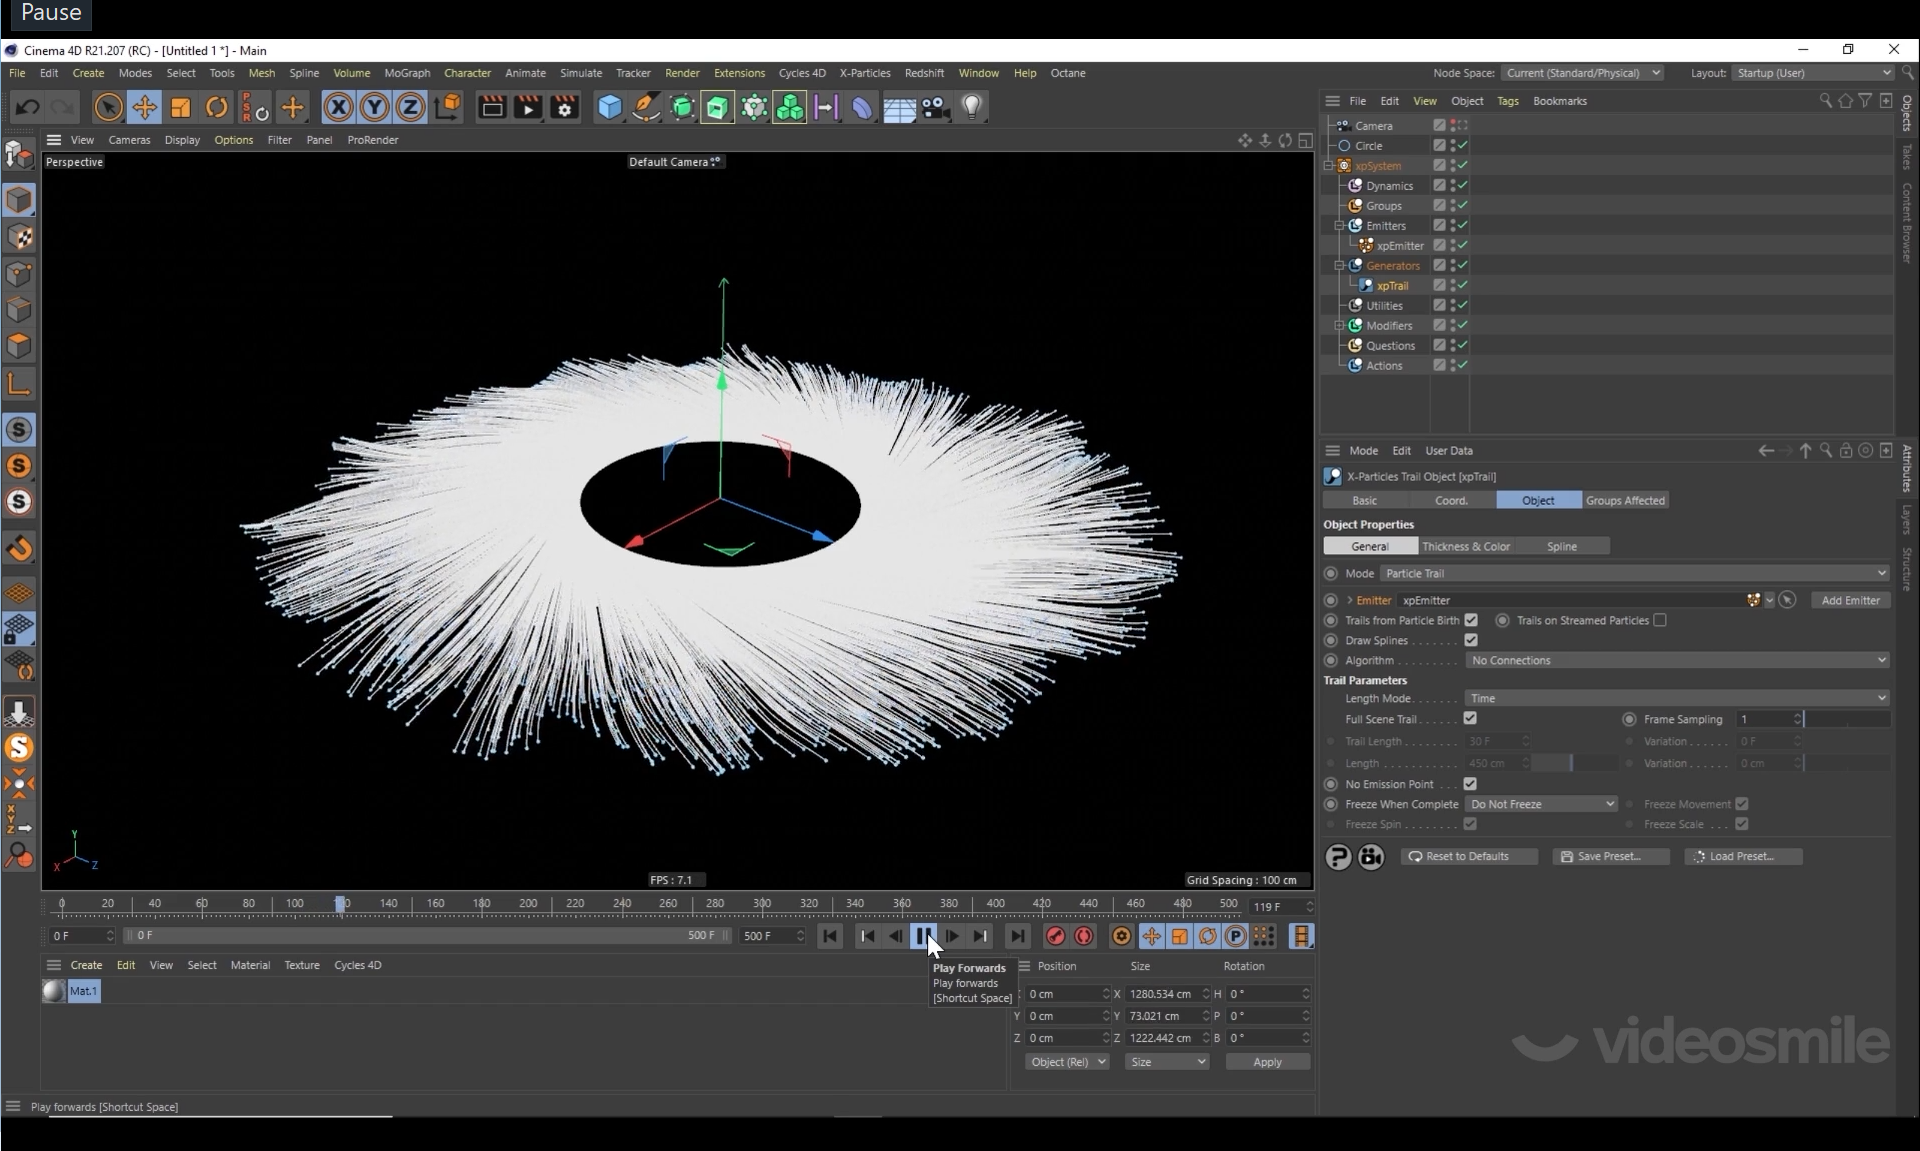 Pause
Cinema 4D R21.207 (RC) - [Untitled 1 *] - Main
File Edit Create Modes Select Tools Mesh Spline Volume MoGraph Character Animate Simulate Tracker Render Extensions Cycles 4D X-Particles Redshift Window Help Octane
Node Space: Current (Standard/Physical) Layout: Startup (User)
PSR X Y Z
File Edit View Object Tags Bookmarks
View Cameras Display Options Filter Panel ProRender
Perspective
Default Camera
Camera
Circle
xpSystem
Dynamics
Groups
Emitters
xpEmitter
Generators
xpTrail
Utilities
Modifiers
Questions
Actions
Objects
Takes
Content Browser
Mode Edit User Data
X-Particles Trail Object [xpTrail]
Basic Coord. Object Groups Affected
Object Properties
General Thickness & Color Spline
Mode Particle Trail
Emitter xpEmitter Add Emitter
Trails from Particle Birth Trails on Streamed Particles
Draw Splines . . . . . . .
Algorithm . . . . . . . . . No Connections
Trail Parameters
Length Mode. . . . . . . Time
Full Scene Trail. . . . . . Frame Sampling 1
Trail Length . . . . . . . . 30 F Variation . . . . . . 0 F
Length . . . . . . . . . . . 450 cm Variation . . . . . . 0 cm
No Emission Point . . .
Freeze When Complete Do Not Freeze Freeze Movement
Freeze Spin . . . . . . . . Freeze Scale . . .
Reset to Defaults Save Preset... Load Preset...
Attributes
Layers
Structure
Y
X Z
FPS : 7.1
Grid Spacing : 100 cm
0 20 40 60 80 100 140 160 180 200 220 240 260 280 300 320 340 360 380 400 420 440 460 480 500 119 F
0 F 0 F 500 F 500 F
Create Edit View Select Material Texture Cycles 4D
Mat.1
Play Forwards
Play forwards
[Shortcut Space]
Position Size Rotation
0 cm X 1280.534 cm H 0 °
Y 0 cm Y 73.021 cm P 0 °
Z 0 cm Z 1222.442 cm B 0 °
Object (Rel) Size Apply
videosmile
Play forwards [Shortcut Space]